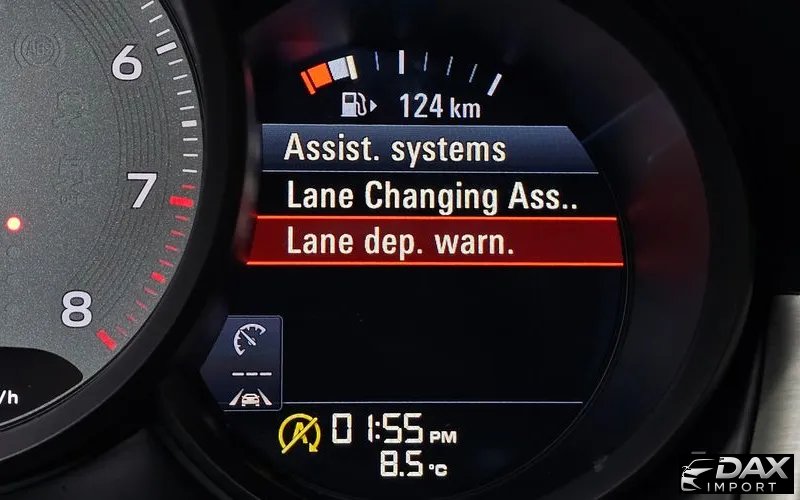 6
7
8
/h
124 km
Assist. systems
Lane Changing Ass..
Lane dep. warn.
---
A
01:55 PM
8.5 °C
DAX
IMPORT